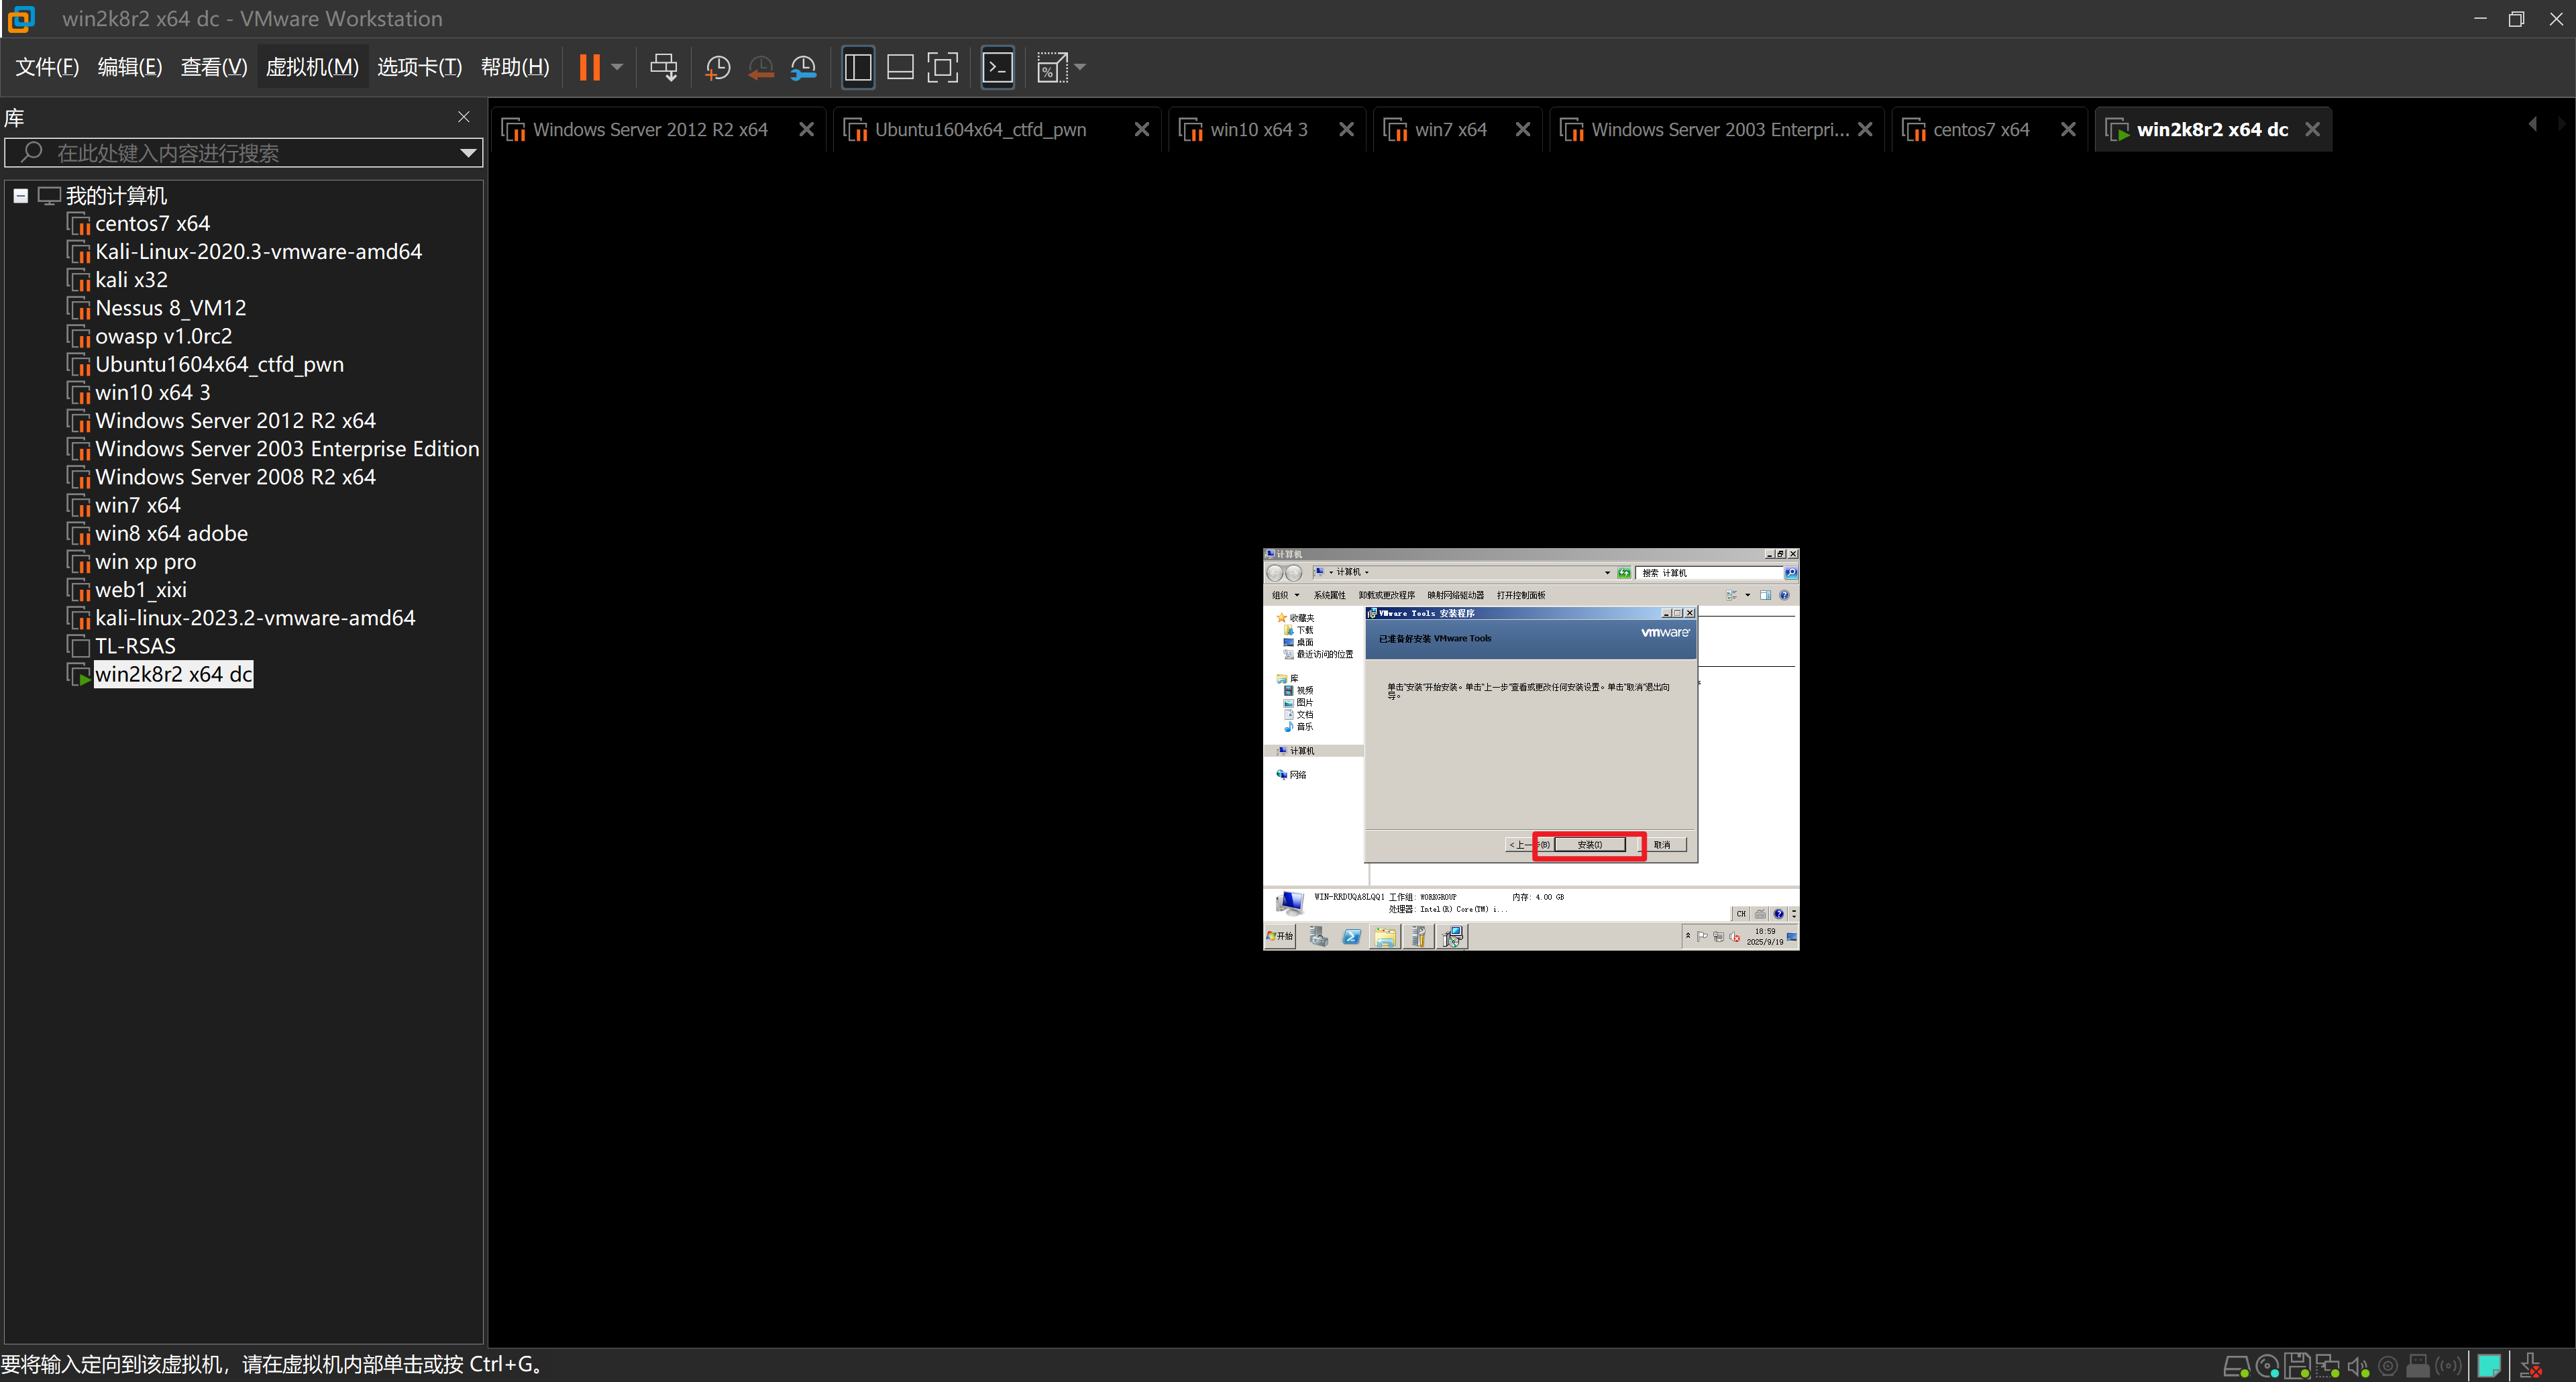 win2k8r2 x64 dc - VMware Workstation
文件(F) 编辑(E) 查看(V) 虚拟机(M) 选项卡(T) 帮助(H)
库
在此处键入内容进行搜索
我的计算机
centos7 x64
Kali-Linux-2020.3-vmware-amd64
kali x32
Nessus 8_VM12
owasp v1.0rc2
Ubuntu1604x64_ctfd_pwn
win10 x64 3
Windows Server 2012 R2 x64
Windows Server 2003 Enterprise Edition
Windows Server 2008 R2 x64
win7 x64
win8 x64 adobe
win xp pro
web1_xixi
kali-linux-2023.2-vmware-amd64
TL-RSAS
win2k8r2 x64 dc
Windows Server 2012 R2 x64 Ubuntu1604x64_ctfd_pwn win10 x64 3 win7 x64 Windows Server 2003 Enterpri... centos7 x64 win2k8r2 x64 dc
计算机
计算机 搜索 计算机
组织 系统属性 卸载或更改程序 映射网络驱动器 打开控制面板
收藏夹
下载
桌面
最近访问的位置
库
视频
图片
文档
音乐
计算机
网络
VMware Tools 安装程序
已准备好安装 VMware Tools
vmware
单击“安装”开始安装。单击“上一步”查看或更改任何安装设置。单击“取消”退出向
导。
安装(I) 取消
WIN-RRDUQA8LQQ1 工作组: WORKGROUP 内存: 4.00 GB
处理器: Intel(R) Core(TM) i...
CH
开始
18:59
2025/9/19
要将输入定向到该虚拟机，请在虚拟机内部单击或按 Ctrl+G。